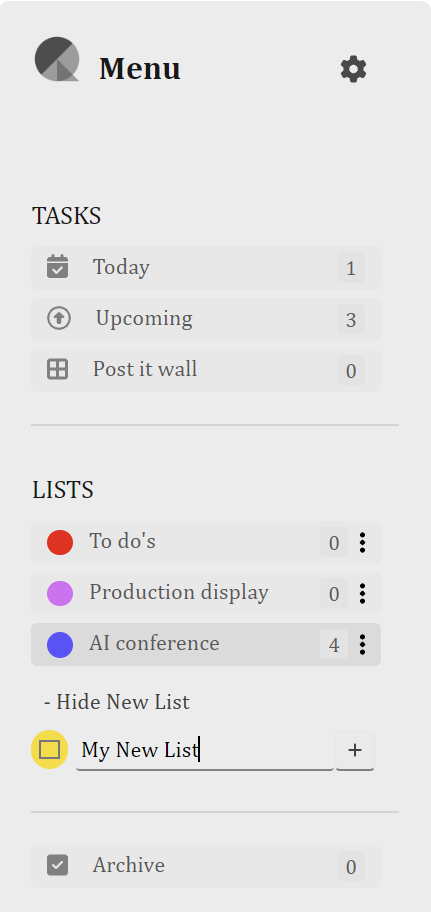 Menu
TASKS
Today 1
Upcoming 3
Post it wall 0
LISTS
To do's 0
Production display 0
AI conference 4
- Hide New List
My New List +
Archive 0